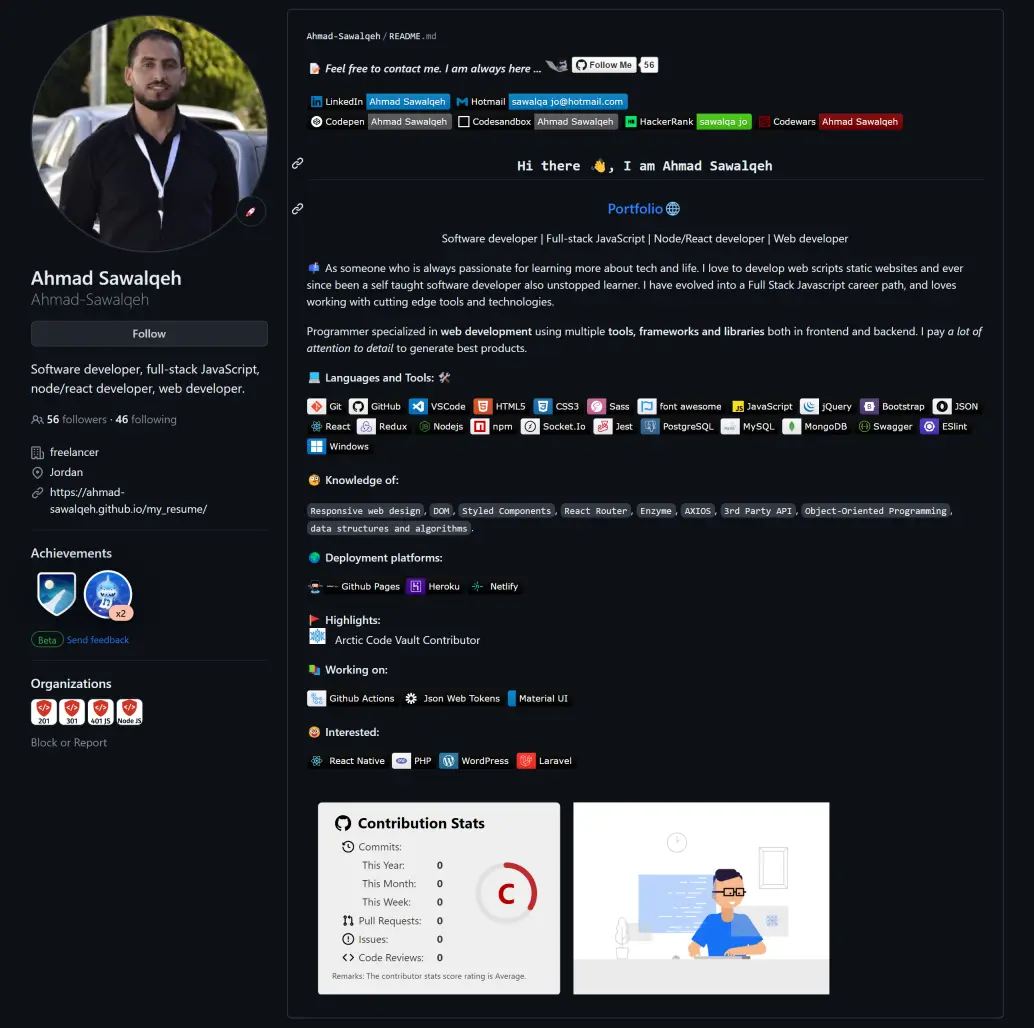 Ahmad Sawalqeh
Ahmad-Sawalqeh
Follow
Software developer, full-stack JavaScript,
node/react developer, web developer.
56 followers · 46 following
freelancer
Jordan
https://ahmad-
sawalqeh.github.io/my_resume/
Achievements
x2
Beta Send feedback
Organizations
201 301 401 JS Node JS
Block or Report
Ahmad-Sawalqeh/README.md
Feel free to contact me. I am always here ... Follow Me 56
LinkedIn Ahmad Sawalqeh Hotmail sawalqa jo@hotmail.com
Codepen Ahmad Sawalqeh Codesandbox Ahmad Sawalqeh HackerRank sawalqa jo Codewars Ahmad Sawalqeh
Hi there 👋, I am Ahmad Sawalqeh
Portfolio
Software developer | Full-stack JavaScript | Node/React developer | Web developer
As someone who is always passionate for learning more about tech and life. I love to develop web scripts static websites and ever
since been a self taught software developer also unstopped learner. I have evolved into a Full Stack Javascript career path, and loves
working with cutting edge tools and technologies.
Programmer specialized in web development using multiple tools, frameworks and libraries both in frontend and backend. I pay a lot of
attention to detail to generate best products.
Languages and Tools:
Git GitHub VSCode HTML5 CSS3 Sass font awesome JavaScript jQuery Bootstrap JSON
React Redux Nodejs npm Socket.Io Jest PostgreSQL MySQL MongoDB Swagger ESlint
Windows
Knowledge of:
Responsive web design, DOM, Styled Components, React Router, Enzyme, AXIOS, 3rd Party API, Object-Oriented Programming,
data structures and algorithms.
Deployment platforms:
Github Pages Heroku Netlify
Highlights:
Arctic Code Vault Contributor
Working on:
Github Actions Json Web Tokens Material UI
Interested:
React Native PHP WordPress Laravel
Contribution Stats
Commits:
This Year: 0
This Month: 0
This Week: 0
Pull Requests: 0
Issues: 0
Code Reviews: 0
C
Remarks: The contributor stats score rating is Average.